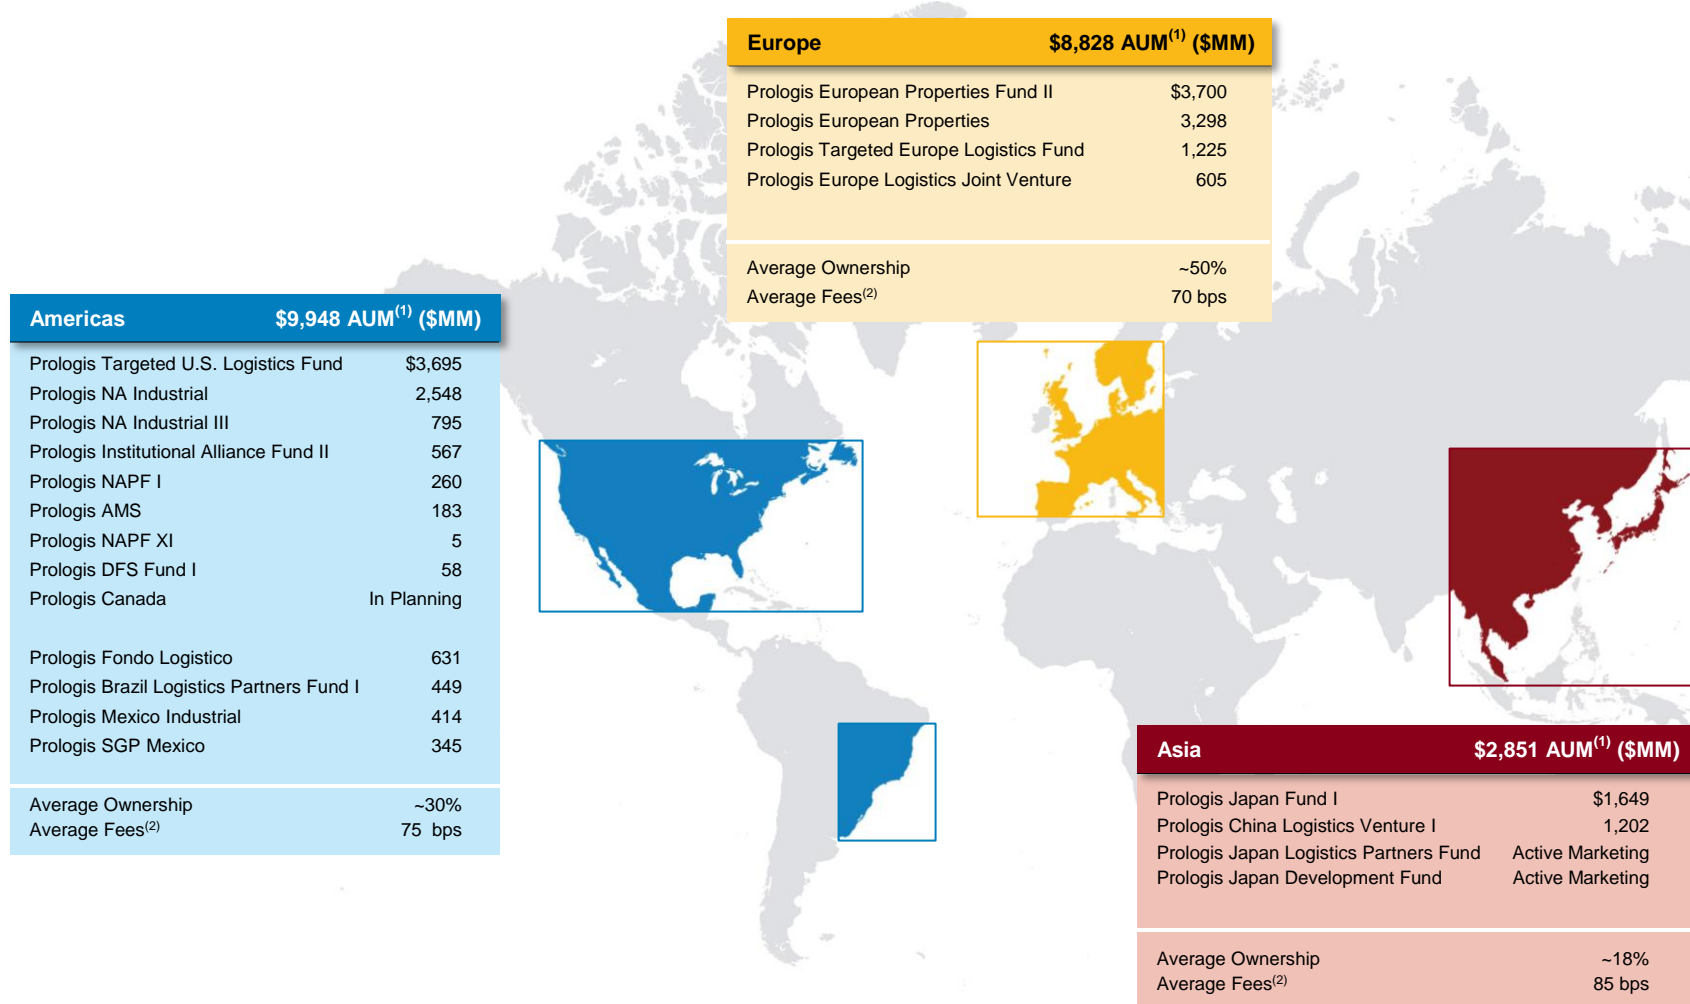 Europe $8,828 AUM(1) ($MM)
Prologis European Properties Fund II $3,700
Prologis European Properties 3,298
Prologis Targeted Europe Logistics Fund 1,225
Prologis Europe Logistics Joint Venture 605
Average Ownership ~50%
Average Fees(2) 70 bps
Americas $9,948 AUM(1) ($MM)
Prologis Targeted U.S. Logistics Fund $3,695
Prologis NA Industrial 2,548
Prologis NA Industrial III 795
Prologis Institutional Alliance Fund II 567
Prologis NAPF I 260
Prologis AMS 183
Prologis NAPF XI 5
Prologis DFS Fund I 58
Prologis Canada In Planning
Prologis Fondo Logistico 631
Prologis Brazil Logistics Partners Fund I 449
Prologis Mexico Industrial 414
Prologis SGP Mexico 345
Average Ownership ~30%
Average Fees(2) 75 bps
Asia $2,851 AUM(1) ($MM)
Prologis Japan Fund I $1,649
Prologis China Logistics Venture I 1,202
Prologis Japan Logistics Partners Fund Active Marketing
Prologis Japan Development Fund Active Marketing
Average Ownership ~18%
Average Fees(2) 85 bps